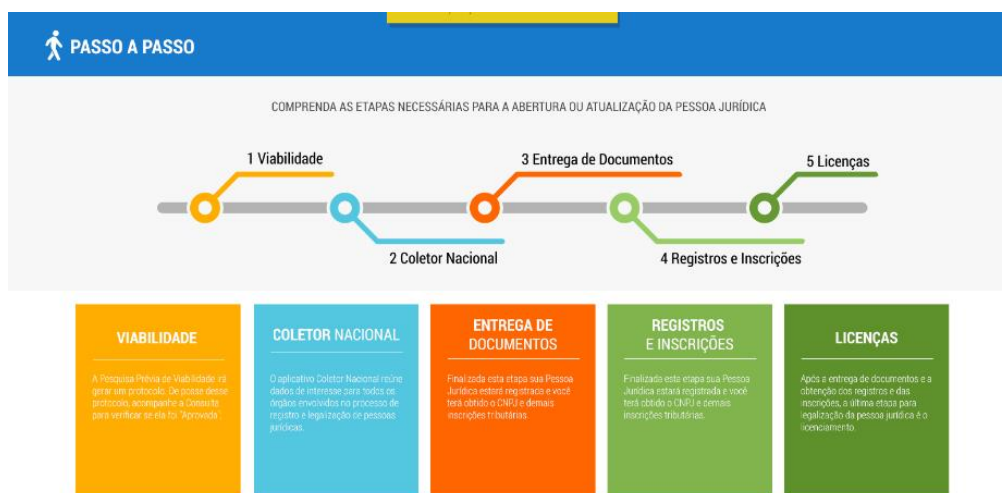 PASSO A PASSO
COMPRENDA AS ETAPAS NECESSÁRIAS PARA A ABERTURA OU ATUALIZAÇÃO DA PESSOA JURÍDICA
1 Viabilidade
3 Entrega de Documentos
5 Licenças
2 Coletor Nacional
4 Registros e Inscrições
VIABILIDADE
A Pesquisa Prévia de Viabilidade irá
gerar um protocolo. De posse desse
protocolo, acompanhe a Consulta
para verificar se ela foi "Aprovada".
COLETOR NACIONAL
O aplicativo Coletor Nacional reúne
dados de interesse para todos os
órgãos envolvidos no processo de
registro e legalização de pessoas
jurídicas.
ENTREGA DE
DOCUMENTOS
Finalizada esta etapa sua Pessoa
Jurídica estará registrada e você
terá obtido o CNPJ e demais
inscrições tributárias.
REGISTROS
E INSCRIÇÕES
Finalizada esta etapa sua Pessoa
Jurídica estará registrada e você
terá obtido o CNPJ e demais
inscrições tributárias.
LICENÇAS
Após a entrega de documentos e a
obtenção dos registros e das
inscrições, a última etapa para
legalização da pessoa jurídica é o
licenciamento.